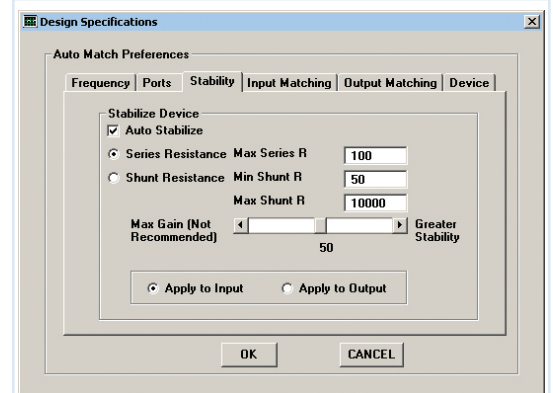 Design Specifications
Auto Match Preferences
Frequency Ports Stability Input Matching Output Matching Device
Stabilize Device
Auto Stabilize
Series Resistance Max Series R 100
Shunt Resistance Min Shunt R 50
Max Shunt R 10000
Max Gain (Not Recommended) Greater Stability
50
Apply to Input Apply to Output
OK CANCEL